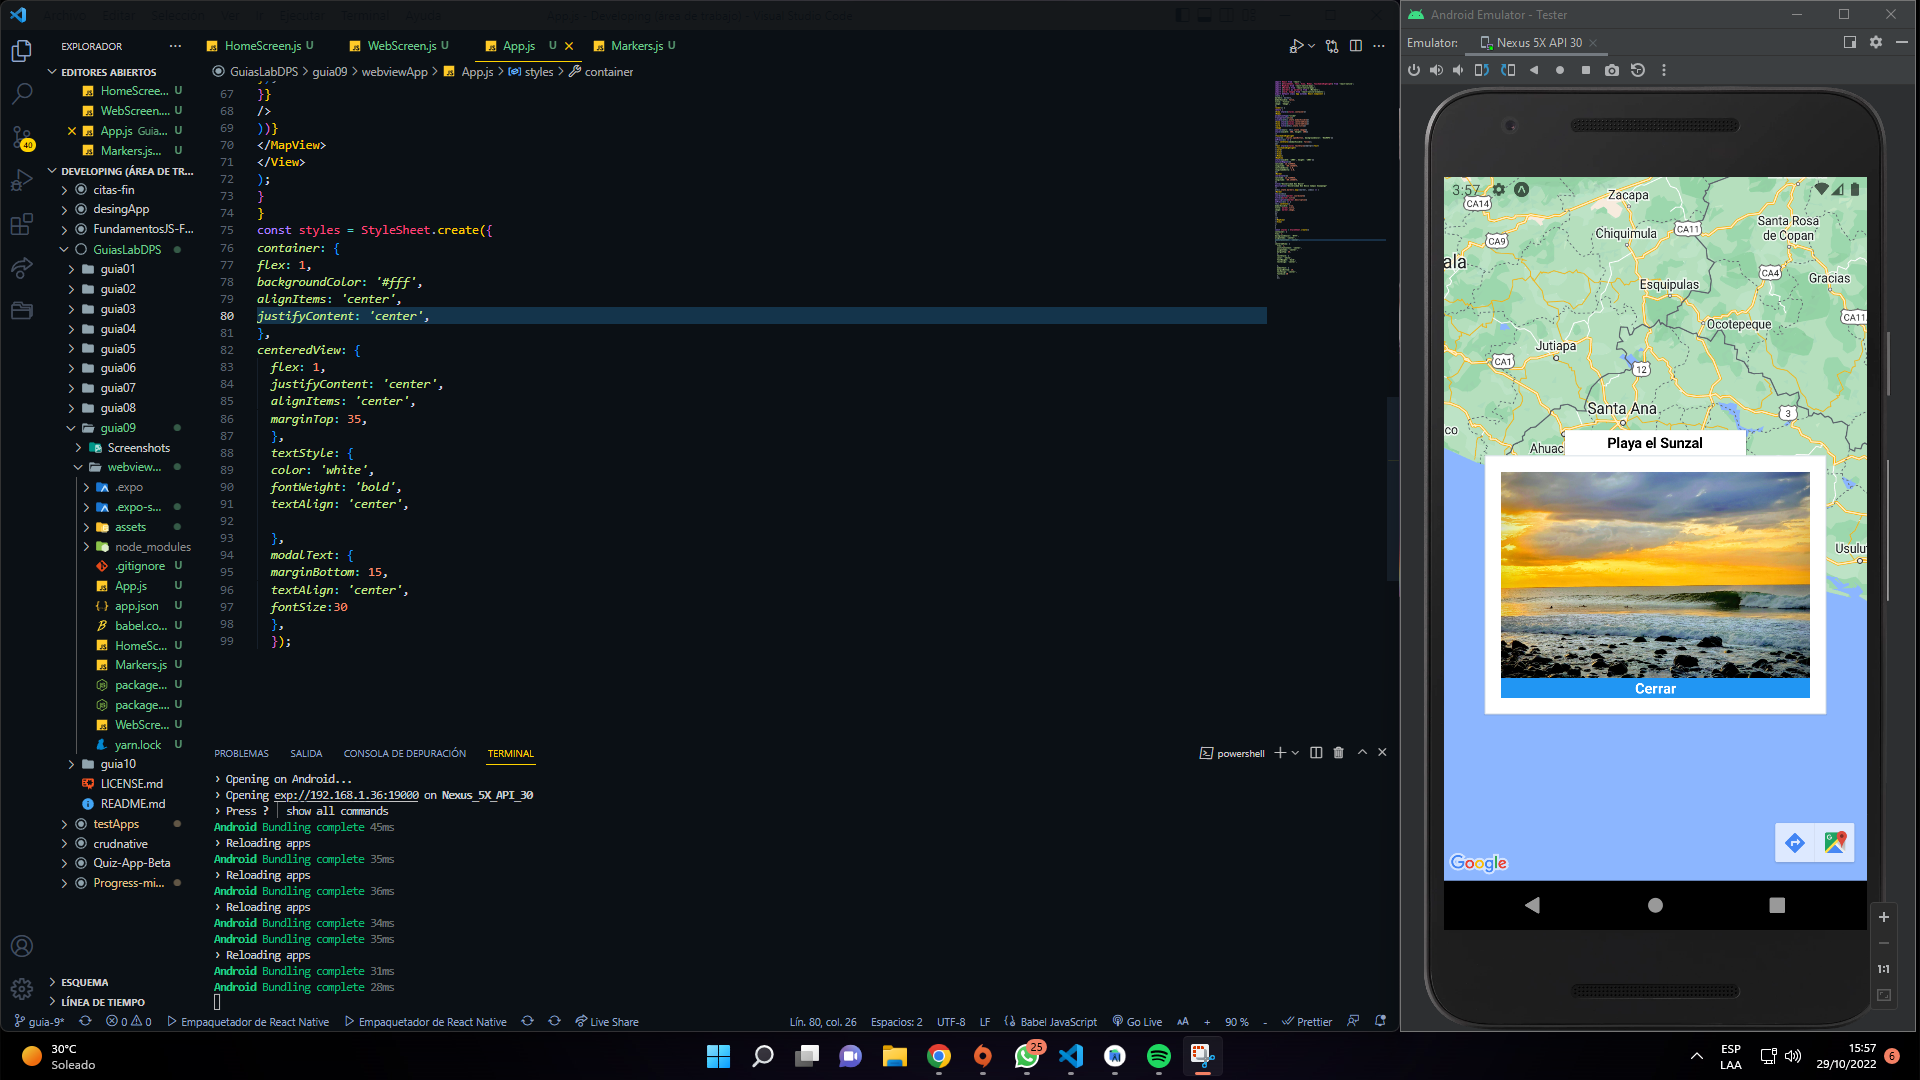 EXPLORADOR
EDITORES ABIERTOS
HomeScree... U
WebScreen... U
App.js Guia... U
Markers.js... U
DEVELOPING (ÁREA DE TR...
citas-fin
desingApp
FundamentosJS-F...
GuiasLabDPS
guia01
guia02
guia03
guia04
guia05
guia06
guia07
guia08
guia09
Screenshots
webview...
.expo
.expo-s...
assets
node_modules
.gitignore U
App.js U
app.json U
babel.co... U
HomeSc... U
Markers.js U
package... U
package... U
WebScre... U
yarn.lock U
guia10
LICENSE.md
README.md
testApps
crudnative
Quiz-App-Beta
Progress-mi...
ESQUEMA
LÍNEA DE TIEMPO
40
HomeScreen.js U
WebScreen.js U
App.js U
Markers.js U
GuiasLabDPS > guia09 > webviewApp > App.js > styles > container
67 }}
68 />
69 ))}
70 </MapView>
71 </View>
72 );
73 }
74 }
75 const styles = StyleSheet.create({
76 container: {
77 flex: 1,
78 backgroundColor: '#fff',
79 alignItems: 'center',
80 justifyContent: 'center',
81 },
82 centeredView: {
83 flex: 1,
84 justifyContent: 'center',
85 alignItems: 'center',
86 marginTop: 35,
87 },
88 textStyle: {
89 color: 'white',
90 fontWeight: 'bold',
91 textAlign: 'center',
92
93 },
94 modalText: {
95 marginBottom: 15,
96 textAlign: 'center',
97 fontSize:30
98 },
99 });
PROBLEMAS SALIDA CONSOLA DE DEPURACIÓN TERMINAL
powershell
› Opening on Android...
› Opening exp://192.168.1.36:19000 on Nexus_5X_API_30
› Press ? │ show all commands
Android Bundling complete 45ms
› Reloading apps
Android Bundling complete 35ms
› Reloading apps
Android Bundling complete 36ms
› Reloading apps
Android Bundling complete 34ms
Android Bundling complete 35ms
› Reloading apps
Android Bundling complete 31ms
Android Bundling complete 28ms
guia-9* 0 0 Empaquetador de React Native Empaquetador de React Native Live Share
Lín. 80, col. 26 Espacios: 2 UTF-8 LF Babel JavaScript Go Live + 90 % - Prettier
Android Emulator - Tester
Emulator: Nexus 5X API 30
3:57
Zacapa
CA14
Santa Rosa
de Copan
CA9
Chiquimula
CA11
ala
CA4
Gracias
Esquipulas
CA11
Ocotepeque
Jutiapa
CA1
12
Santa Ana
3
co
Ahuac
Playa el Sunzal
Usulu
Cerrar
Google
1:1
30°C
Soleado
25
ESP
LAA
15:57
29/10/2022
6